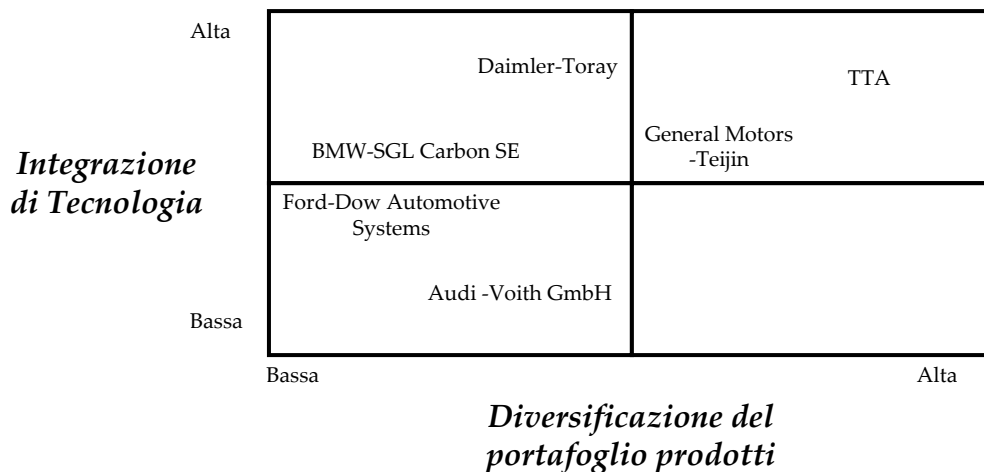 Alta
Daimler-Toray
TTA
General Motors
-Teijin
BMW-SGL Carbon SE
Integrazione
di Tecnologia
Ford-Dow Automotive
Systems
Audi -Voith GmbH
Bassa
Bassa
Alta
Diversificazione del
portafoglio prodotti